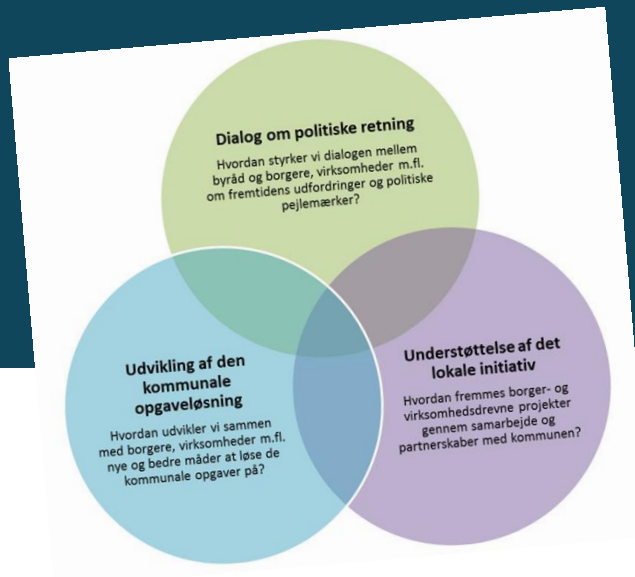 Dialog om politiske retning
Hvordan styrker vi dialogen mellem
byråd og borgere, virksomheder m.fl.
om fremtidens udfordringer og politiske
pejlemærker?
Udvikling af den
kommunale
opgaveløsning
Hvordan udvikler vi sammen
med borgere, virksomheder m.fl.
nye og bedre måder at løse de
kommunale opgaver på?
Understøttelse af det
lokale initiativ
Hvordan fremmes borger- og
virksomhedsdrevne projekter
gennem samarbejde og
partnerskaber med kommunen?